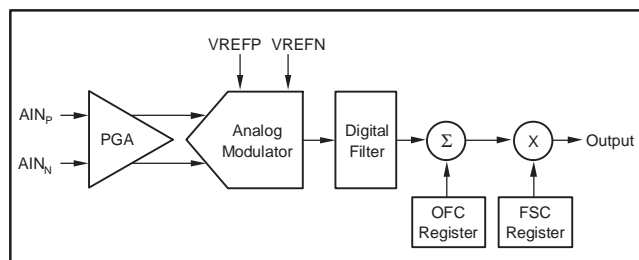 VREFP VREFN
AINP
PGA
Analog
Modulator
Digital
Filter
Σ
X
Output
AINN
OFC
Register
FSC
Register